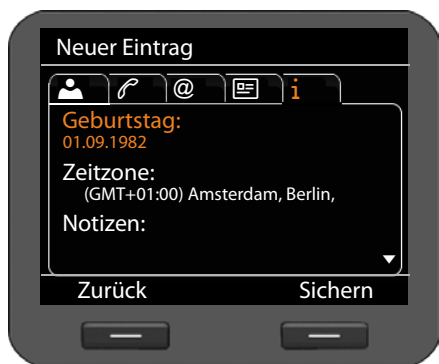 Neuer Eintrag
@ i
Geburtstag:
01.09.1982
Zeitzone:
(GMT+01:00) Amsterdam, Berlin,
Notizen:
Zurück Sichern